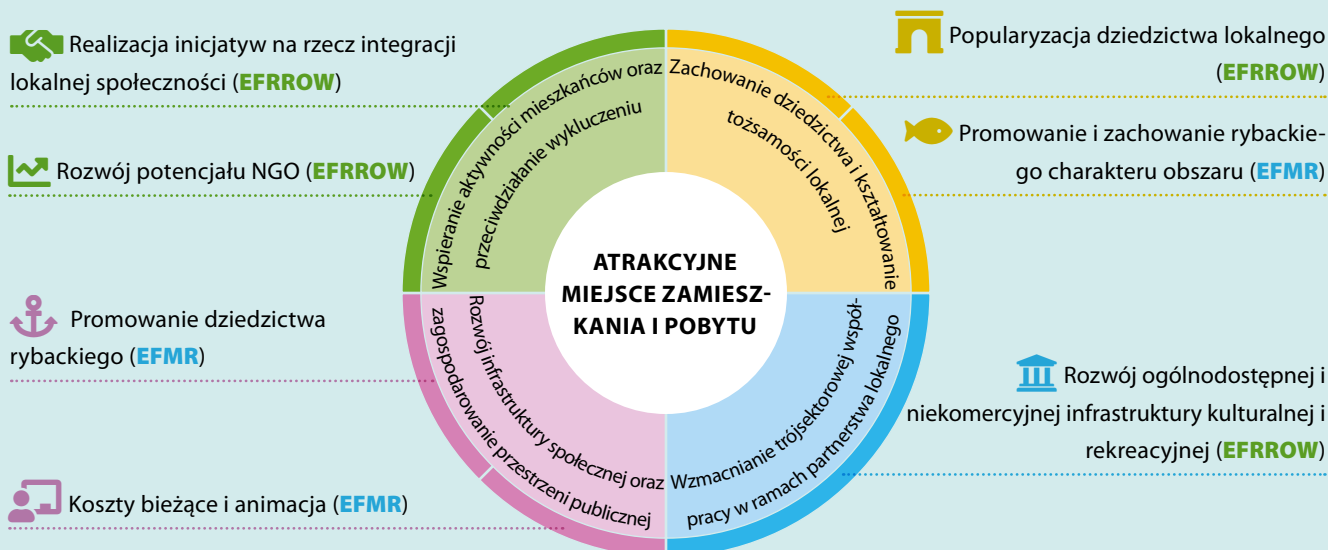 Realizacja inicjatyw na rzecz integracji
lokalnej społeczności (EFRROW)
Rozwój potencjału NGO (EFRROW)
Promowanie dziedzictwa
rybackiego (EFMR)
Koszty bieżące i animacja (EFMR)
Wspieranie aktywności mieszkańców oraz
przeciwdziałanie wykluczeniu
Zachowanie dziedzictwa i kształtowanie
tożsamości lokalnej
ATRAKCYJNE
MIEJSCE ZAMIESZ-
KANIA I POBYTU
Rozwój infrastruktury społecznej oraz
zagospodarowanie przestrzeni publicznej
Wzmacnianie trójsektorowej współ-
pracy w ramach partnerstwa lokalnego
Popularyzacja dziedzictwa lokalnego
(EFRROW)
Promowanie i zachowanie rybackie-
go charakteru obszaru (EFMR)
Rozwój ogólnodostępnej i
niekomercyjnej infrastruktury kulturalnej i
rekreacyjnej (EFRROW)